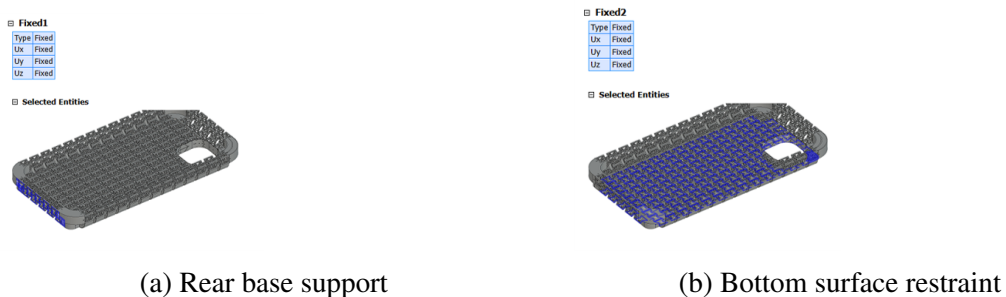 Fixed1
Type Fixed
Ux Fixed
Uy Fixed
Uz Fixed
Selected Entities
(a) Rear base support
Fixed2
Type Fixed
Ux Fixed
Uy Fixed
Uz Fixed
Selected Entities
(b) Bottom surface restraint